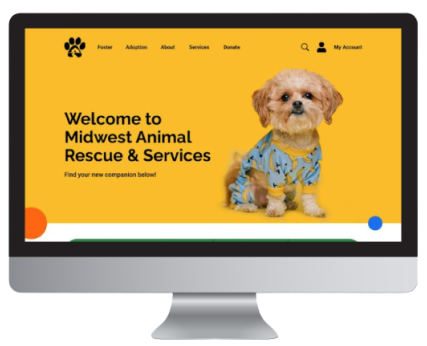 Foster Adoption About Services Donate My Account
Welcome to
Midwest Animal
Rescue & Services
Find your new companion below!